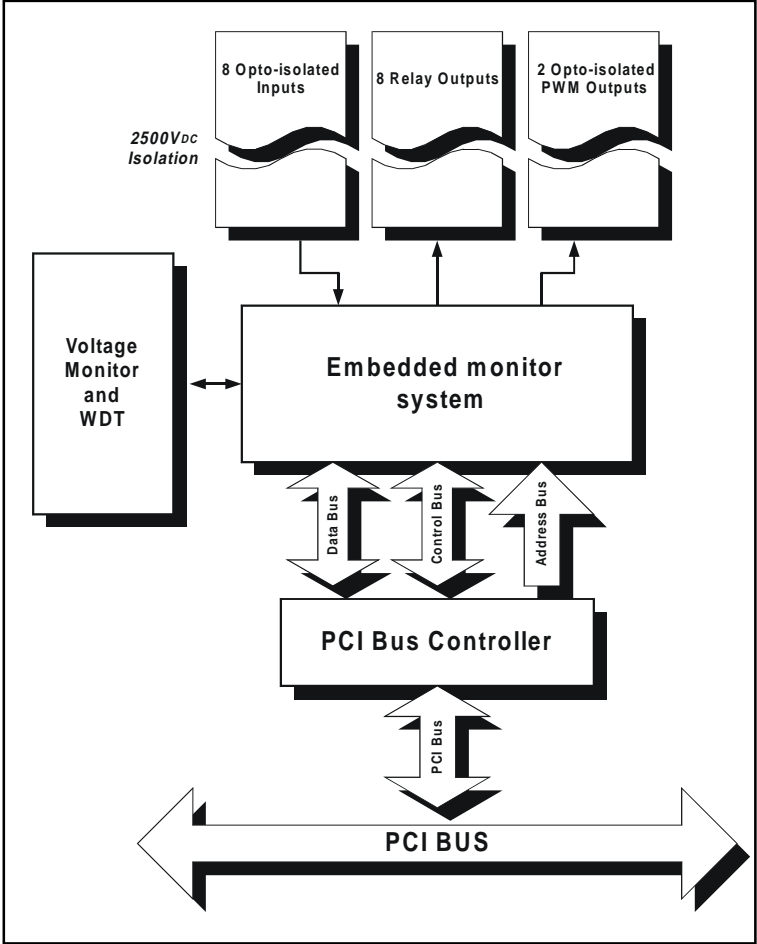 8 Opto-isolated
Inputs
8 Relay Outputs
2 Opto-isolated
PWM Outputs
2500VDC
Isolation
Voltage
Monitor
and
WDT
Embedded monitor
system
Data Bus
Control Bus
Address Bus
PCI Bus Controller
PCI Bus
PCI BUS